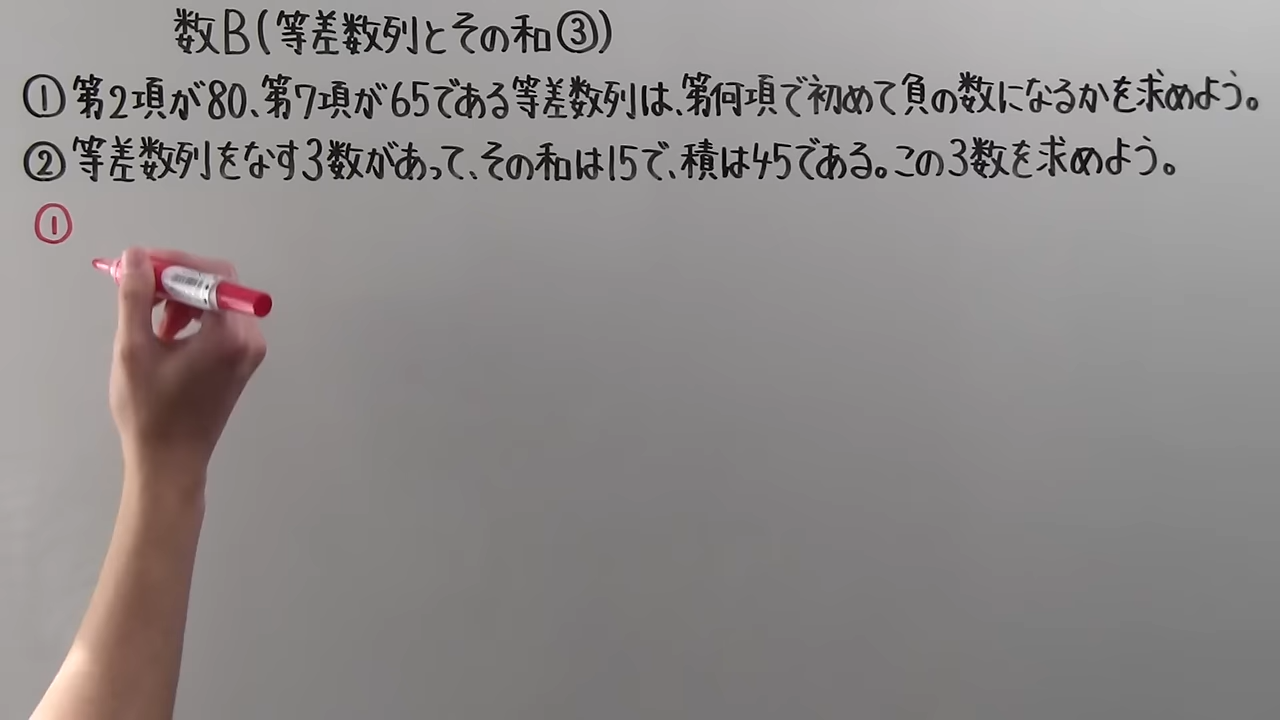 数B(等差数列とその和③)
①第2項が80、第7項が65である等差数列は、第何項で初めて負の数になるかを求めよう。
②等差数列をなす3数があって、その和は15で、積は45である。この3数を求めよう。
①